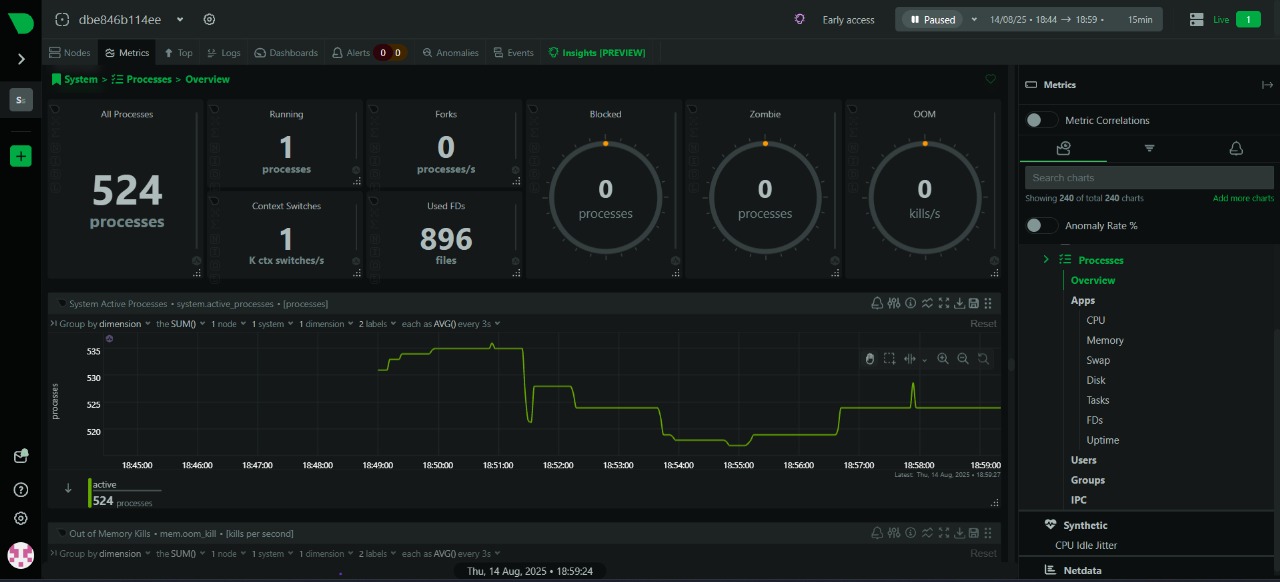 dbe846b114ee
Early access
Paused
14/08/25 • 18:44 → 18:59 •
15min
Live
1
Nodes
Metrics
Top
Logs
Dashboards
Alerts
0
0
Anomalies
Events
Insights [PREVIEW]
System > Processes > Overview
All Processes
524
processes
Running
1
processes
Forks
0
processes/s
Context Switches
1
K ctx switches/s
Used FDs
896
files
Blocked
0
processes
Zombie
0
processes
OOM
0
kills/s
System Active Processes • system.active_processes • [processes]
Group by dimension the SUM() 1 node 1 system 1 dimension 2 labels each as AVG() every 3s
Reset
processes
535
530
525
520
18:45:00 18:46:00 18:47:00 18:48:00 18:49:00 18:50:00 18:51:00 18:52:00 18:53:00 18:54:00 18:55:00 18:56:00 18:57:00 18:58:00 18:59:00
Latest: Thu, 14 Aug, 2025 • 18:59:27
active
524 processes
Out of Memory Kills • mem.oom_kill • [kills per second]
Group by dimension the SUM() 1 node 1 system 1 dimension 2 labels each as AVG() every 3s
Reset
Thu, 14 Aug, 2025 • 18:59:24
Metrics
Metric Correlations
Search charts
Showing 240 of total 240 charts
Add more charts
Anomaly Rate %
Processes
Overview
Apps
CPU
Memory
Swap
Disk
Tasks
FDs
Uptime
Users
Groups
IPC
Synthetic
CPU Idle Jitter
Netdata